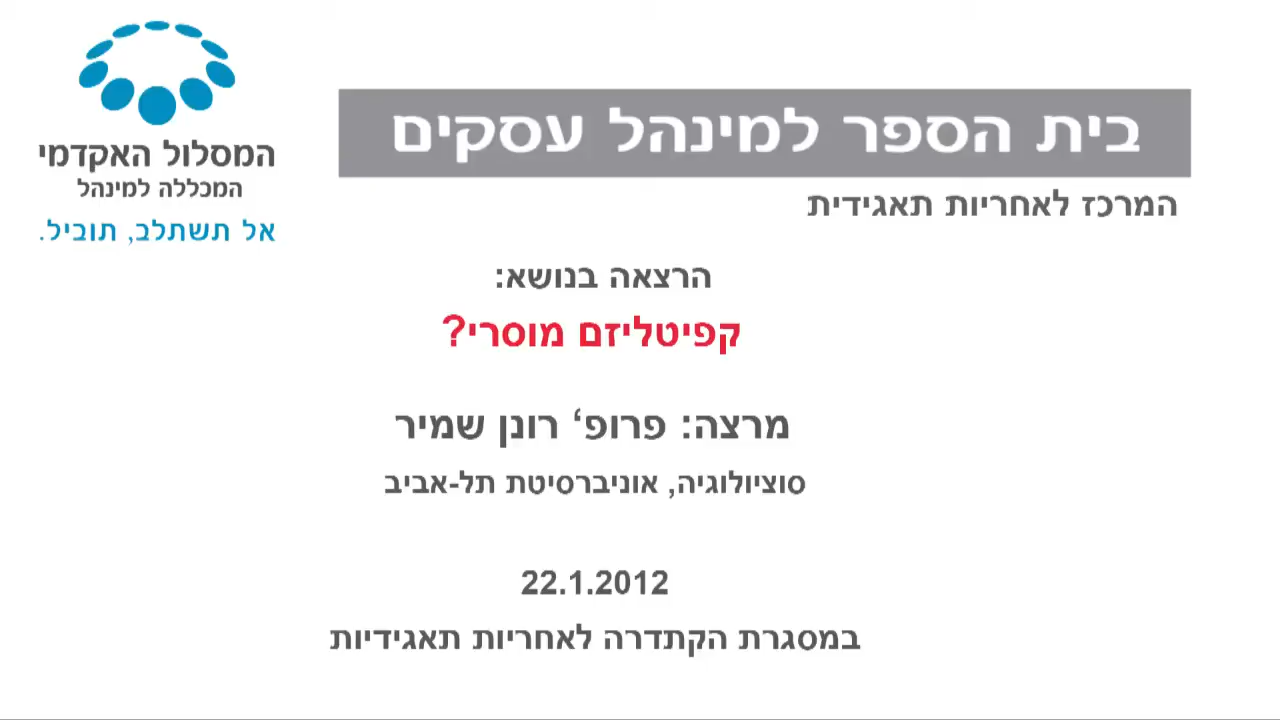 המסלול האקדמי
המכללה למינהל
אל תשתלב, תוביל.
בית הספר למינהל עסקים
המרכז לאחריות תאגידית
הרצאה בנושא:
קפיטליזם מוסרי?
מרצה: פרופ‘ רונן שמיר
סוציולוגיה, אוניברסיטת תל-אביב
22.1.2012
במסגרת הקתדרה לאחריות תאגידיות